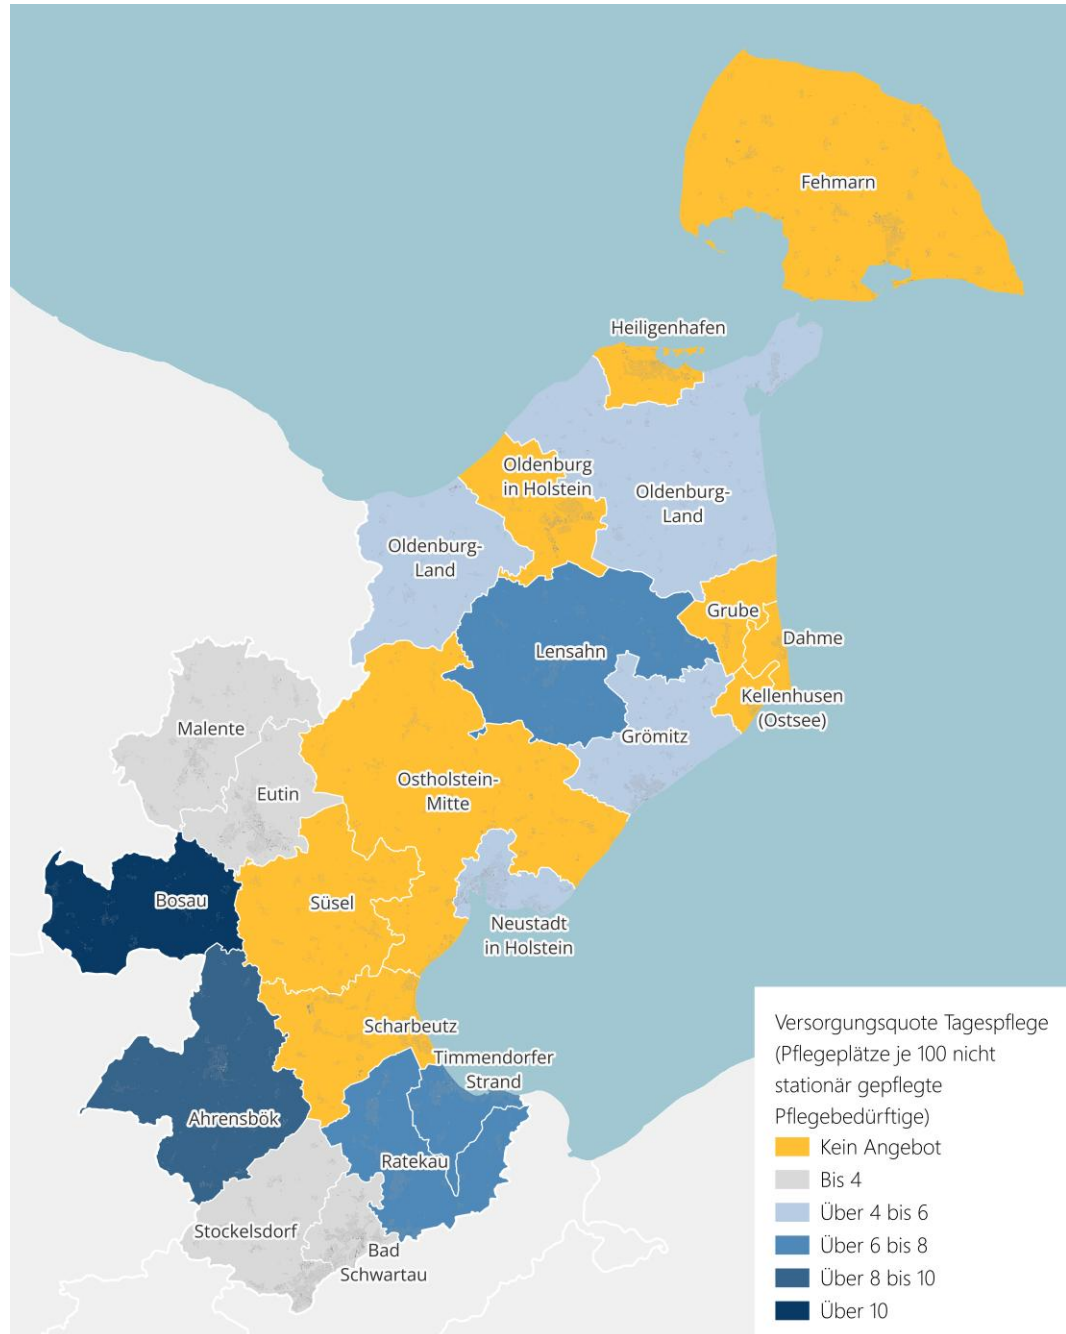 Fehmarn
Heiligenhafen
Oldenburg
in Holstein
Oldenburg-
Land
Oldenburg-
Land
Grube
Dahme
Lensahn
Kellenhusen
(Ostsee)
Malente
Grömitz
Ostholstein-
Mitte
Eutin
Bosau
Süsel
Neustadt
in Holstein
Scharbeutz
Timmendorfer
Strand
Ahrensbök
Ratekau
Stockelsdorf
Bad
Schwartau
Versorgungsquote Tagespflege
(Pflegeplätze je 100 nicht
stationär gepflegte
Pflegebedürftige)
Kein Angebot
Bis 4
Über 4 bis 6
Über 6 bis 8
Über 8 bis 10
Über 10